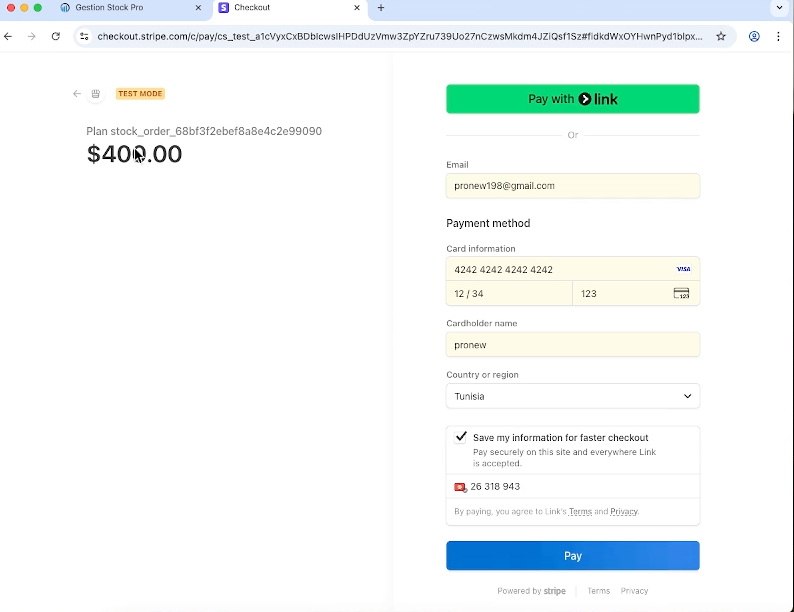 Gestion Stock Pro
Checkout
checkout.stripe.com/c/pay/cs_test_a1cVyxCxBDblcwsIHPDdUzVmw3ZpYZru739Uo27nCzwsMkdm4JZiQsf1Sz#fidkdWxOYHwnPyd1blpx...
TEST MODE
Plan stock_order_68bf3f2ebef8a8e4c2e99090
$400.00
Pay with link
Or
Email
pronew198@gmail.com
Payment method
Card information
4242 4242 4242 4242
VISA
12 / 34
123
Cardholder name
pronew
Country or region
Tunisia
Save my information for faster checkout
Pay securely on this site and everywhere Link
is accepted.
26 318 943
By paying, you agree to Link's Terms and Privacy.
Pay
Powered by stripe
Terms
Privacy